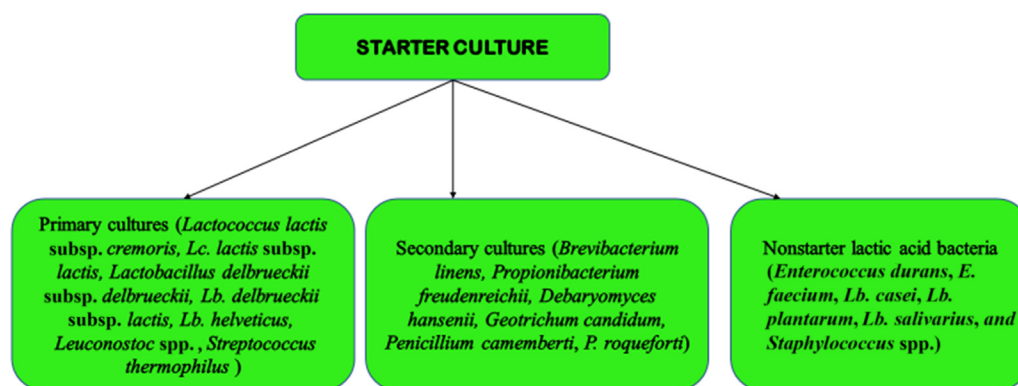 STARTER CULTURE
Primary cultures (Lactococcus lactis
subsp. cremoris, Lc. lactis subsp.
lactis, Lactobacillus delbrueckii
subsp. delbrueckii, Lb. delbrueckii
subsp. lactis, Lb. helveticus,
Leuconostoc spp. , Streptococcus
thermophilus )
Secondary cultures (Brevibacterium
linens, Propionibacterium
freudenreichii, Debaryomyces
hansenii, Geotrichum candidum,
Penicillium camemberti, P. roqueforti)
Nonstarter lactic acid bacteria
(Enterococcus durans, E.
faecium, Lb. casei, Lb.
plantarum, Lb. salivarius, and
Staphylococcus spp.)